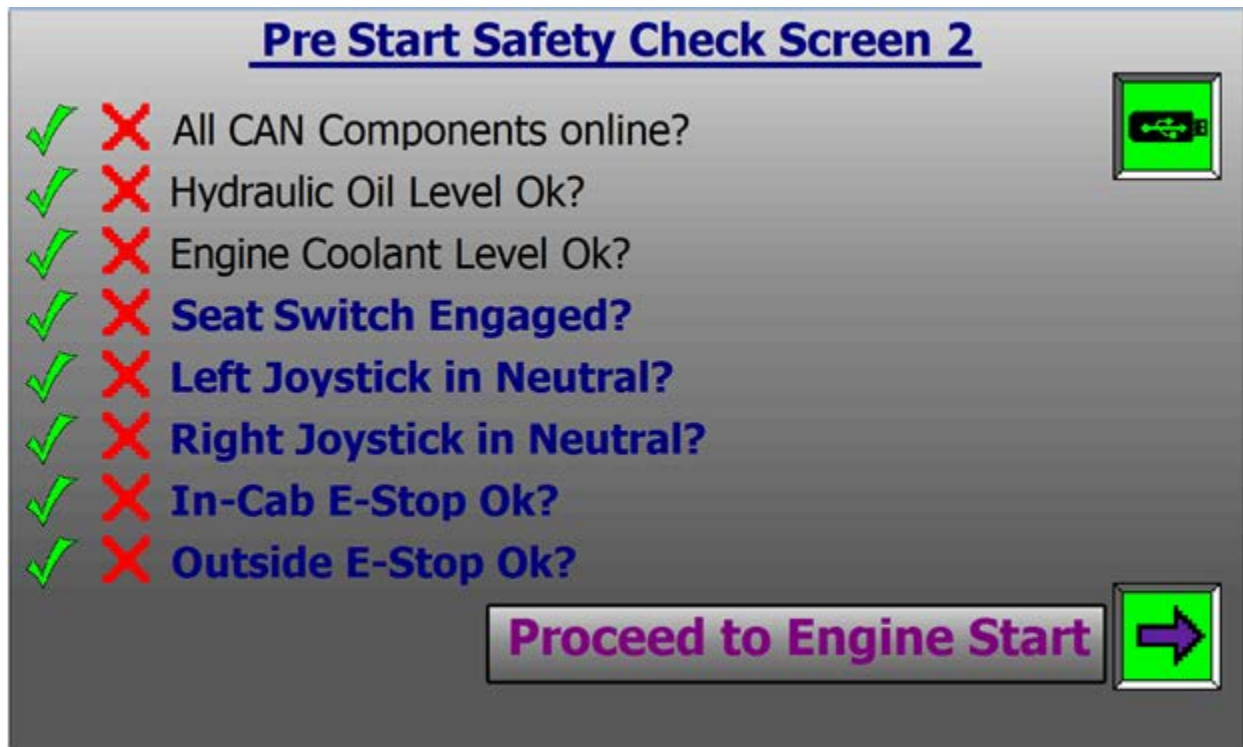 Pre Start Safety Check Screen 2
All CAN Components online?
Hydraulic Oil Level Ok?
Engine Coolant Level Ok?
Seat Switch Engaged?
Left Joystick in Neutral?
Right Joystick in Neutral?
In-Cab E-Stop Ok?
Outside E-Stop Ok?
Proceed to Engine Start